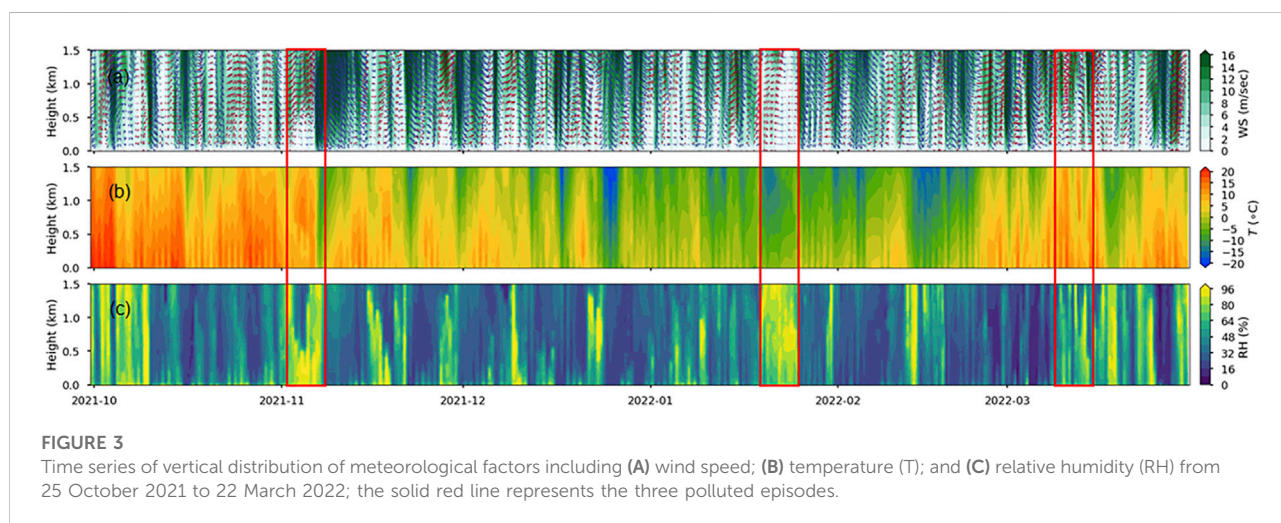 1.5
1.0
0.5
0.0
Height (km)
(a)
16
14
12
10
8
6
4
2
0
WS (m/sec)
1.5
1.0
0.5
0.0
Height (km)
(b)
20
15
10
5
0
−5
−10
−15
−20
T (∘C)
1.5
1.0
0.5
0.0
Height (km)
(c)
96
80
64
48
32
16
0
RH (%)
2021-10 2021-11 2021-12 2022-01 2022-02 2022-03
FIGURE 3
Time series of vertical distribution of meteorological factors including (A) wind speed; (B) temperature (T); and (C) relative humidity (RH) from
25 October 2021 to 22 March 2022; the solid red line represents the three polluted episodes.